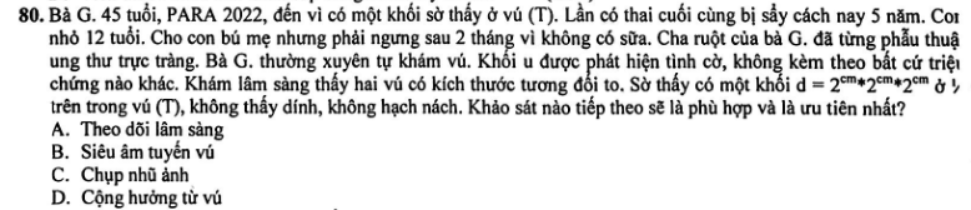 80. Bà G. 45 tuổi, PARA 2022, đến vì có một khối sờ thấy ở vú (T). Lần có thai cuối cùng bị sẩy cách nay 5 năm. Con
nhỏ 12 tuổi. Cho con bú mẹ nhưng phải ngưng sau 2 tháng vì không có sữa. Cha ruột của bà G. đã từng phẫu thuậ
ung thư trực tràng. Bà G. thường xuyên tự khám vú. Khối u được phát hiện tình cờ, không kèm theo bất cứ triệu
chứng nào khác. Khám lâm sàng thấy hai vú có kích thước tương đối to. Sờ thấy có một khối d = 2cm*2cm*2cm ở
trên trong vú (T), không thấy dính, không hạch nách. Khảo sát nào tiếp theo sẽ là phù hợp và là ưu tiên nhất?
A. Theo dõi lâm sàng
B. Siêu âm tuyến vú
C. Chụp nhũ ảnh
D. Cộng hưởng từ vú